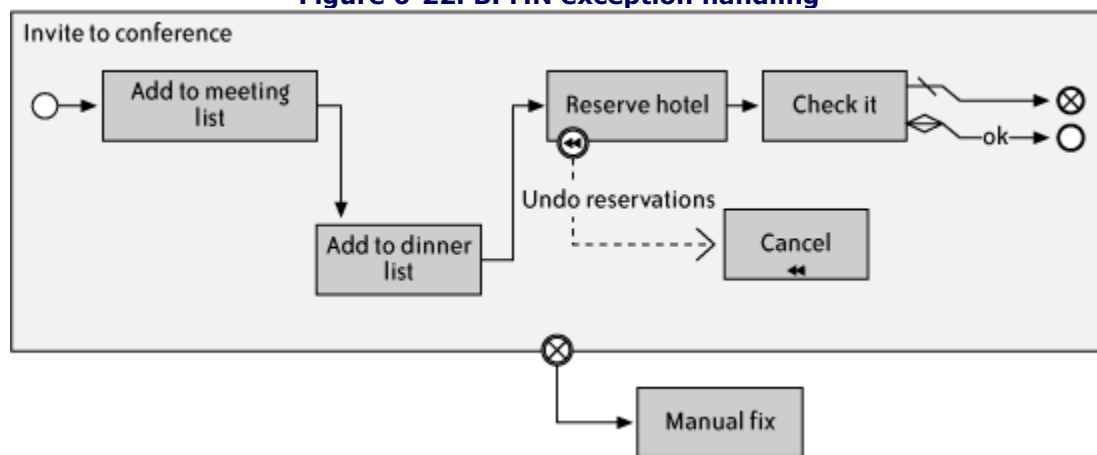 Figure 6-22. BPMN exception handling
Invite to conference
Add to meeting
list
Reserve hotel
Check it
ok
Undo reservations
Add to dinner
list
Cancel
Manual fix